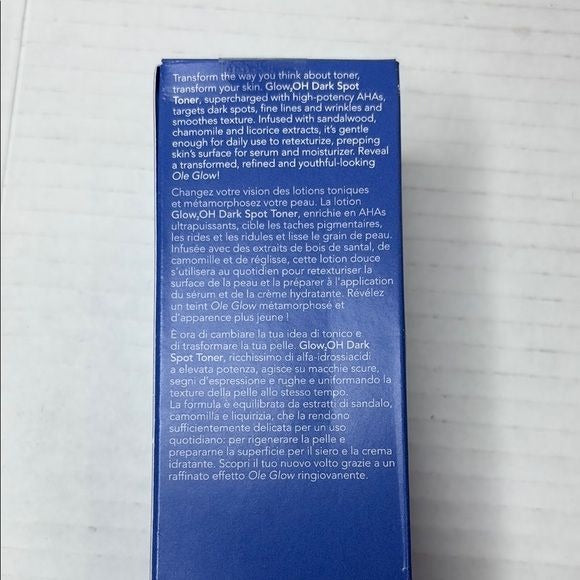 Transform the way you think about toner,
transform your skin. Glow₂OH Dark Spot
Toner, supercharged with high-potency AHAs,
targets dark spots, fine lines and wrinkles and
smoothes texture. Infused with sandalwood,
chamomile and licorice extracts, it's gentle
enough for daily use to retexturize, prepping
skin's surface for serum and moisturizer. Reveal
a transformed, refined and youthful-looking
Ole Glow!
Changez votre vision des lotions toniques
et métamorphosez votre peau. La lotion
Glow₂OH Dark Spot Toner, enrichie en AHAs
ultrapuissants, cible les taches pigmentaires,
les rides et les ridules et lisse le grain de peau.
Infusée avec des extraits de bois de santal, de
camomille et de réglisse, cette lotion douce
s'utilisera au quotidien pour retexturiser la
surface de la peau et la préparer à l'application
du sérum et de la crème hydratante. Révélez
un teint Ole Glow métamorphosé et
d'apparence plus jeune !
È ora di cambiare la tua idea di tonico e
di trasformare la tua pelle. Glow₂OH Dark
Spot Toner, ricchissimo di alfa-idrossiacidi
a elevata potenza, agisce su macchie scure,
segni d'espressione e rughe e uniformando la
texture della pelle allo stesso tempo.
La formula è equilibrata da estratti di sandalo,
camomilla e liquirizia, che la rendono
sufficientemente delicata per un uso
quotidiano: per rigenerare la pelle e
prepararne la superficie per il siero e la crema
idratante. Scopri il tuo nuovo volto grazie a un
raffinato effetto Ole Glow ringiovanente.